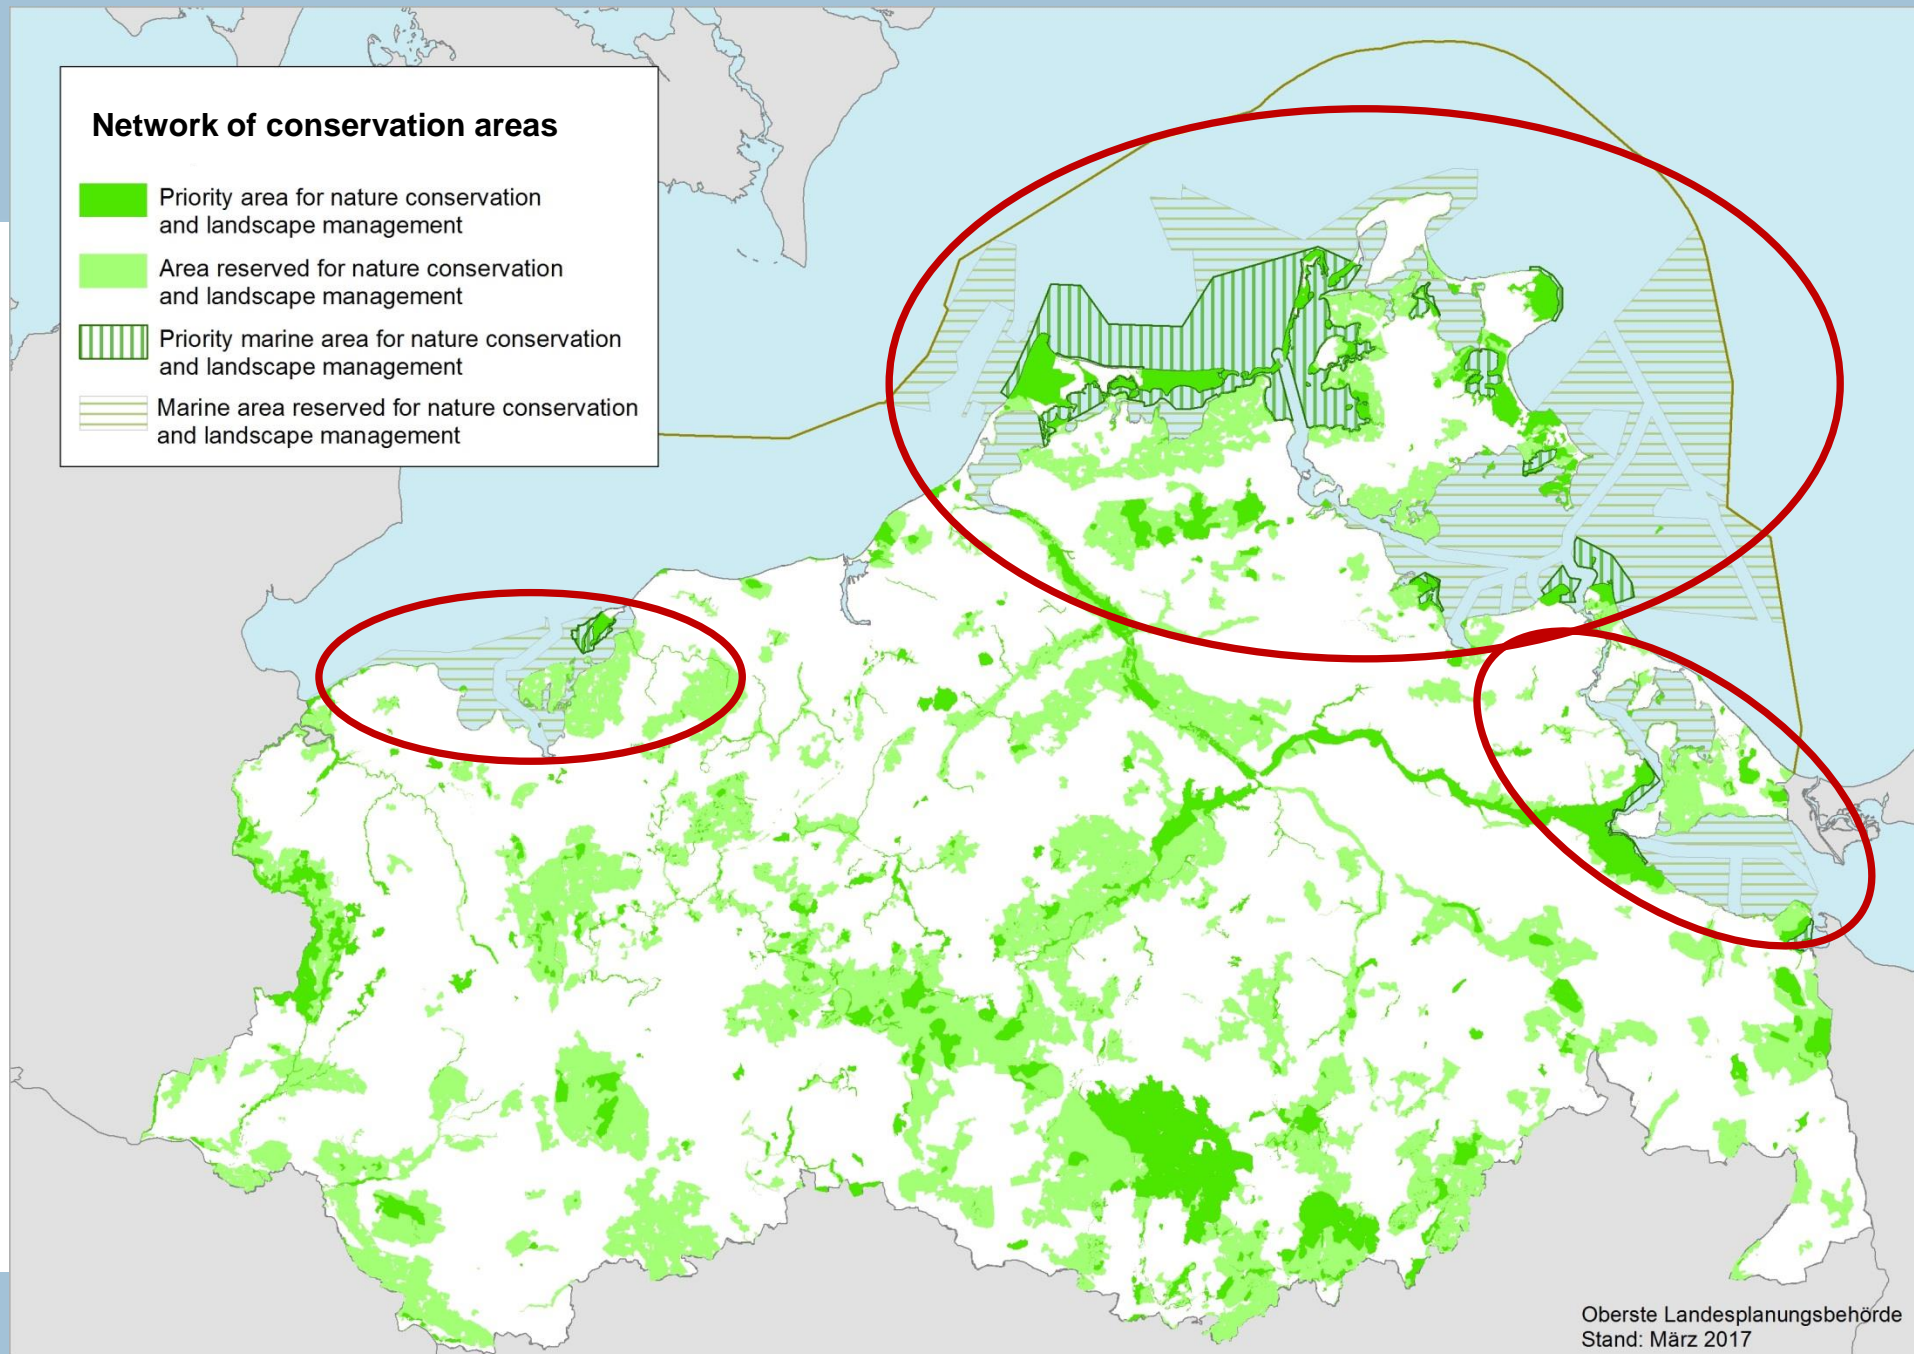 Network of conservation areas
Priority area for nature conservation
and landscape management
Area reserved for nature conservation
and landscape management
Priority marine area for nature conservation
and landscape management
Marine area reserved for nature conservation
and landscape management
Oberste Landesplanungsbehörde
Stand: März 2017